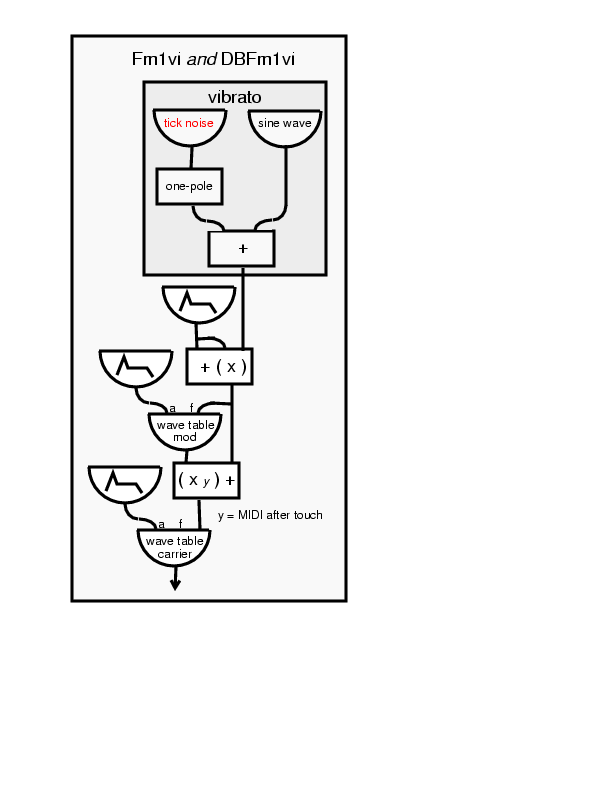 Fm1vi and DBFm1vi
vibrato
tick noise
sine wave
one-pole
+
+ ( x )
a f
wave table
mod
( x y ) +
y = MIDI after touch
a f
wave table
carrier